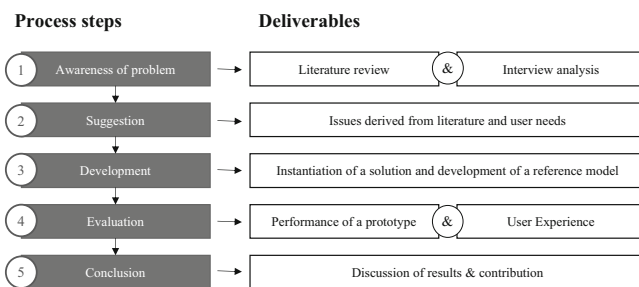 Process steps Deliverables
1 Awareness of problem Literature review & Interview analysis
2 Suggestion Issues derived from literature and user needs
3 Development Instantiation of a solution and development of a reference model
4 Evaluation Performance of a prototype & User Experience
5 Conclusion Discussion of results & contribution